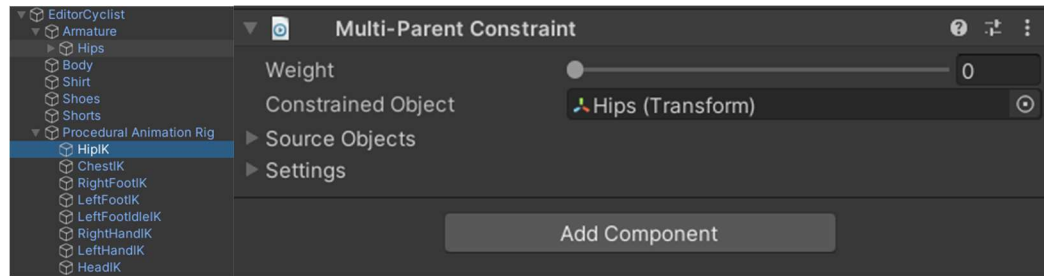 EditorCyclist
Armature
Hips
Body
Shirt
Shoes
Shorts
Procedural Animation Rig
HipIK
ChestIK
RightFootIK
LeftFootIK
LeftFootIdleIK
RightHandIK
LeftHandIK
HeadIK
Multi-Parent Constraint
Weight 0
Constrained Object Hips (Transform)
Source Objects
Settings
Add Component